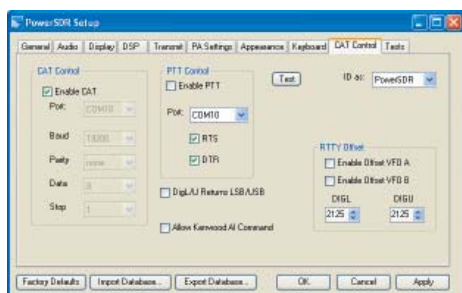 PowerSDR Setup
General Audio Display DSP Transmit PA Settings Appearance Keyboard CAT Control Tests
CAT Control
Enable CAT
Port: COM10
Baud 19200
Parity none
Data 8
Stop 1
PTT Control
Enable PTT
Port: COM10
RTS
DTR
DigL/U Returns LSB/USB
Allow Kenwood AI Command
Test
ID as: PowerSDR
RTTY Offset
Enable Offset VFO A
Enable Offset VFO B
DIGL DIGU
2125 2125
Factory Defaults Import Database... Export Database... OK Cancel Apply